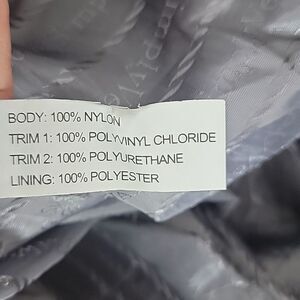 BODY: 100% NYLON
TRIM 1: 100% POLYVINYL CHLORIDE
TRIM 2: 100% POLYURETHANE
LINING: 100% POLYESTER